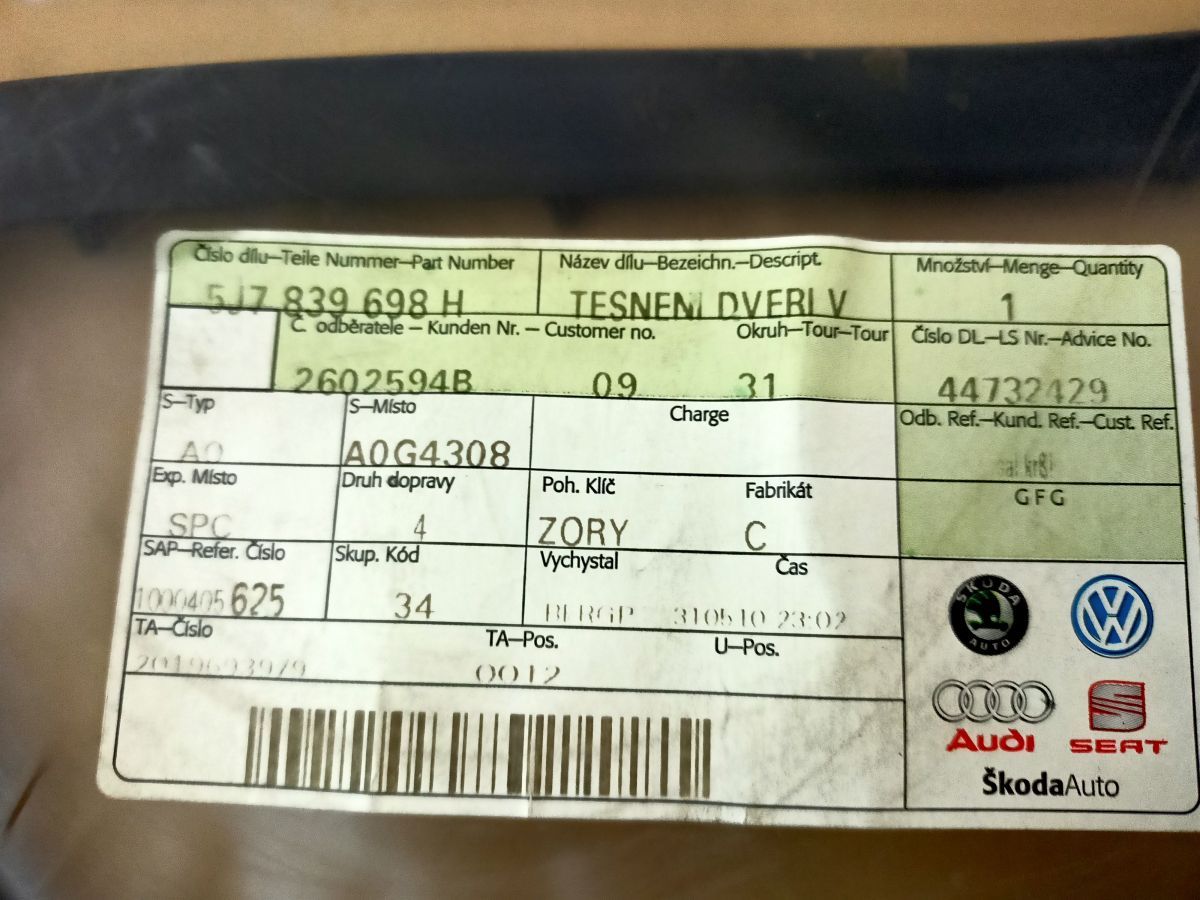 Číslo dílu—Teile Nummer—Part Number
Název dílu—Bezeichn.—Descript.
Množství—Menge—Quantity
5J7 839 698 H
TESNENI DVERI V
1
Č. odběratele – Kunden Nr. – Customer no.
Okruh—Tour—Tour
Číslo DL—LS Nr.—Advice No.
2602594B 09 31
44732429
S—Typ
S—Místo
Charge
Odb. Ref.—Kund. Ref.—Cust. Ref.
A0
A0G4308
Exp. Místo
Druh dopravy
Poh. Klíč
Fabrikát
GFG
SPC
4
ZORY
C
SAP—Refer. Číslo
Skup. Kód
Vychystal
Čas
1000405625
34
310510 23:02
TA—Číslo
TA—Pos.
U—Pos.
0012
ŠKODA
AUTO
Audi
SEAT
ŠkodaAuto